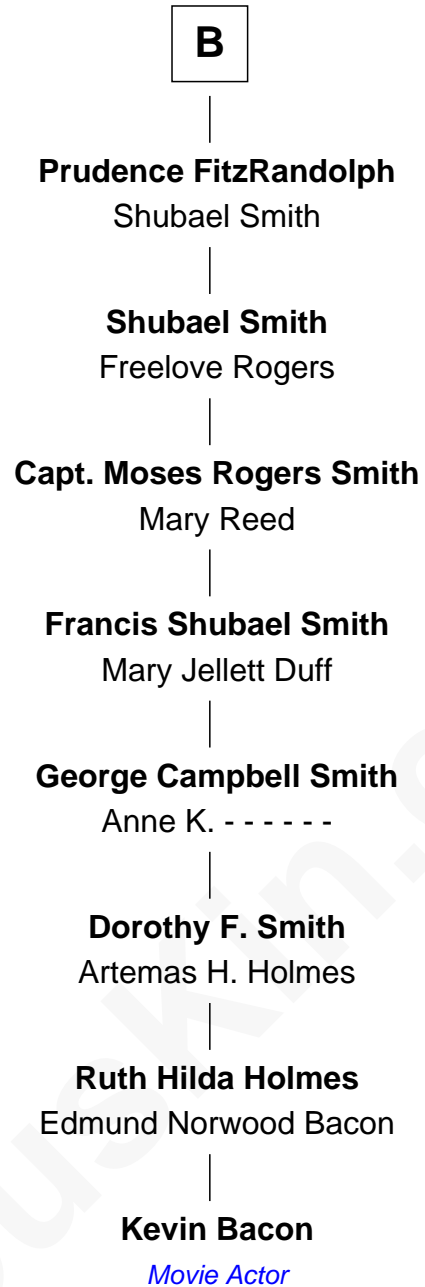 B
Prudence FitzRandolph
Shubael Smith
Shubael Smith
Freelove Rogers
Capt. Moses Rogers Smith
Mary Reed
Francis Shubael Smith
Mary Jellett Duff
George Campbell Smith
Anne K. - - - - - -
Dorothy F. Smith
Artemas H. Holmes
Ruth Hilda Holmes
Edmund Norwood Bacon
Kevin Bacon
Movie Actor